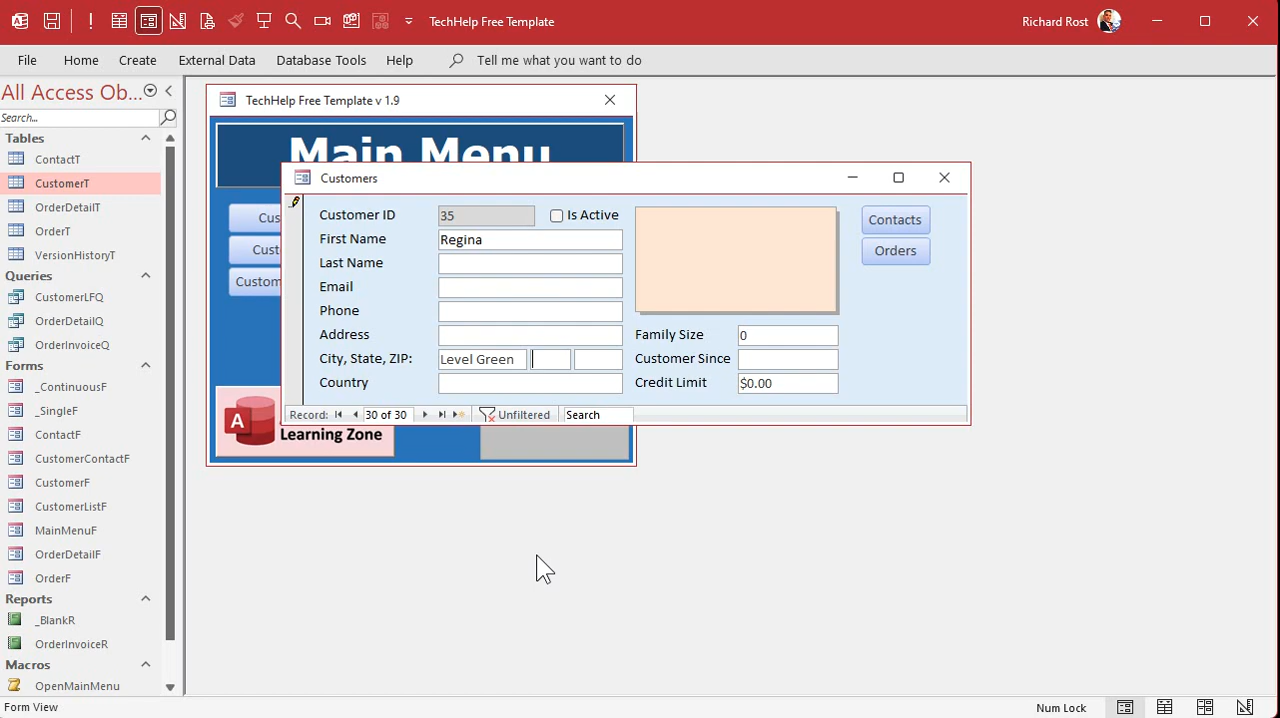 TechHelp Free Template
Richard Rost
File
Home
Create
External Data
Database Tools
Help
Tell me what you want to do
All Access Ob...
Search...
Tables
ContactT
CustomerT
OrderDetailT
OrderT
VersionHistoryT
Queries
CustomerLFQ
OrderDetailQ
OrderInvoiceQ
Forms
_ContinuousF
_SingleF
ContactF
CustomerContactF
CustomerF
CustomerListF
MainMenuF
OrderDetailF
OrderF
Reports
_BlankR
OrderInvoiceR
Macros
OpenMainMenu
TechHelp Free Template v 1.9
Main Menu
Cus
Cust
Custom
A
Learning Zone
Customers
Customer ID 35 Is Active
First Name Regina
Last Name
Email
Phone
Address
City, State, ZIP: Level Green
Country
Contacts
Orders
Family Size 0
Customer Since
Credit Limit $0.00
Record: 30 of 30 Unfiltered Search
Form View
Num Lock